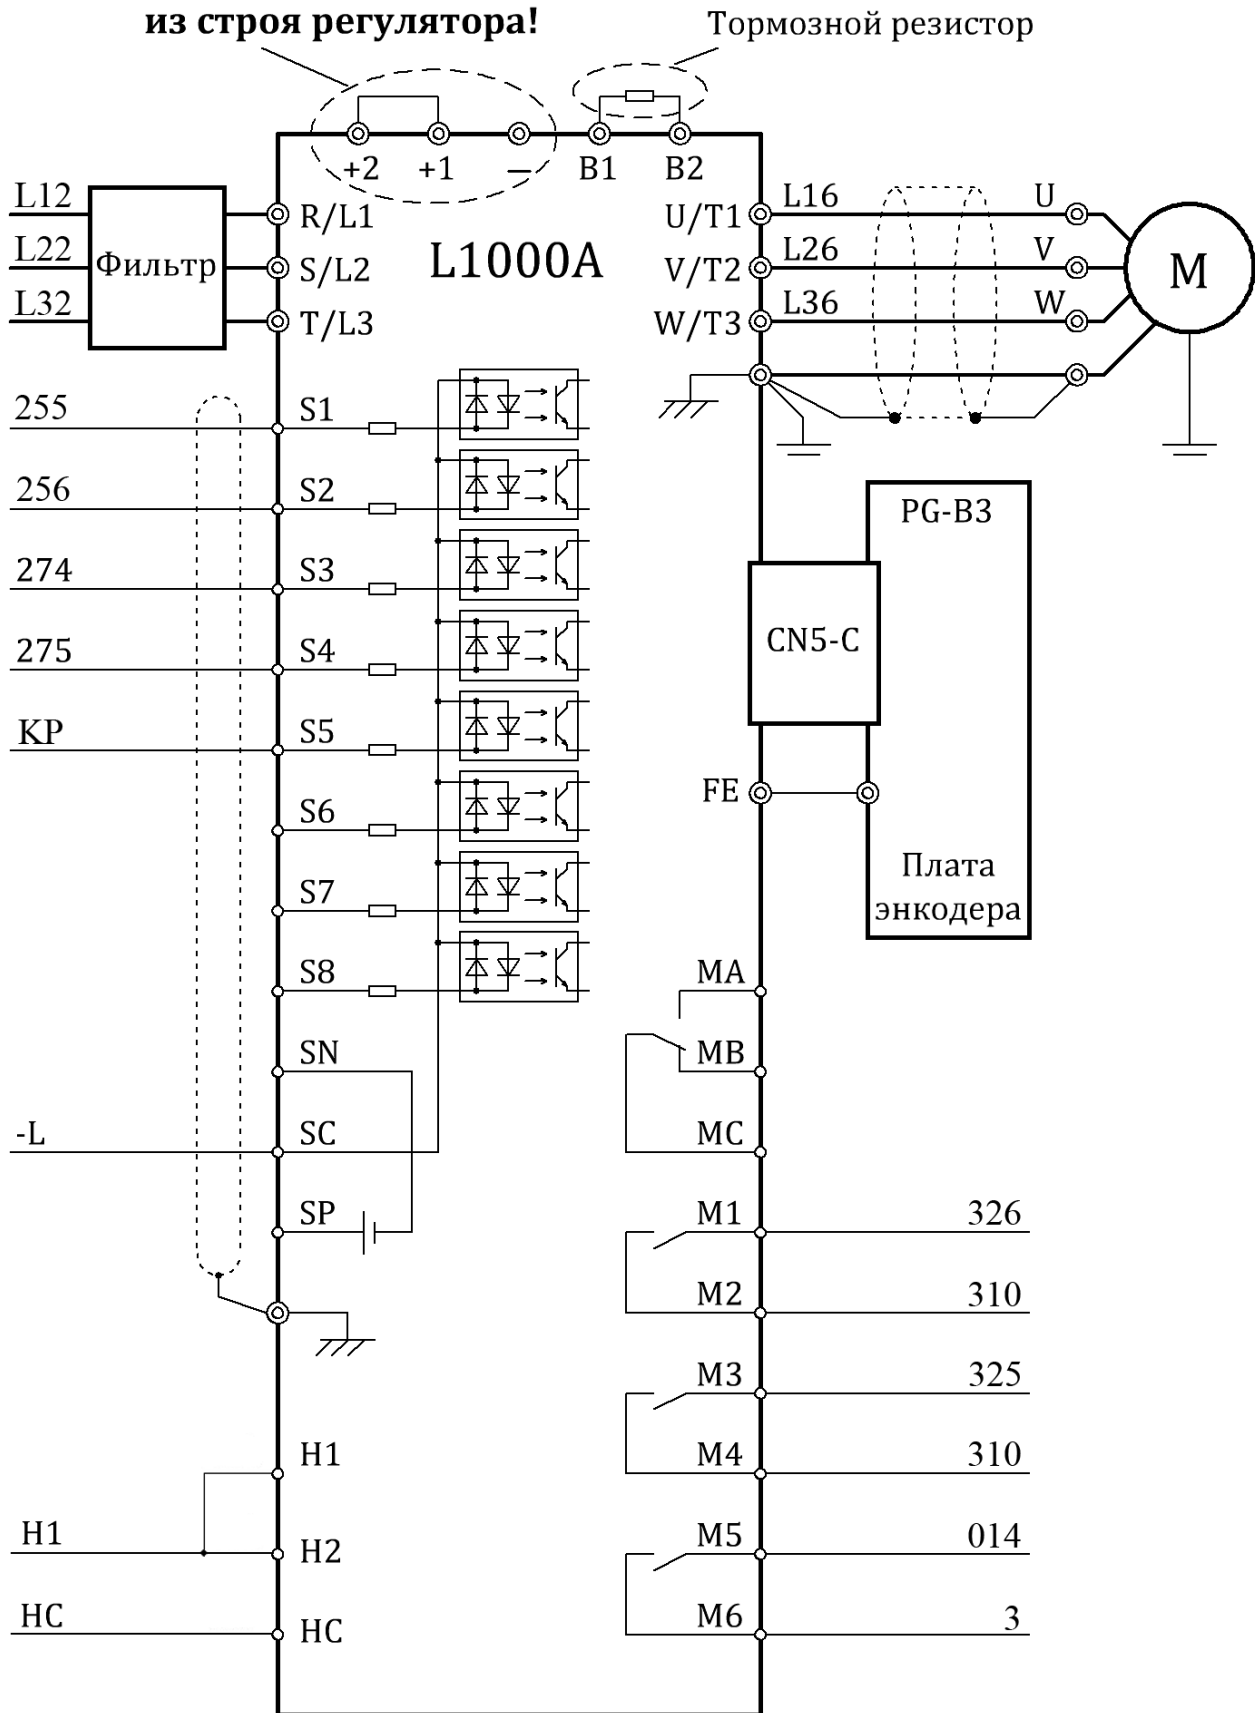 из строя регулятора!
Тормозной резистор
+2 +1 — B1 B2
L12 R/L1 U/T1 L16 U
L22 Фильтр S/L2 L1000A V/T2 L26 V M
L32 T/L3 W/T3 L36 W
255 S1
256 S2
PG-B3
274 S3
275 S4 CN5-C
KP S5
S6 FE
S7 Плата
энкодера
S8 MA
SN MB
-L SC MC
SP M1 326
M2 310
M3 325
H1 M4 310
H1 H2 M5 014
HC HC M6 3